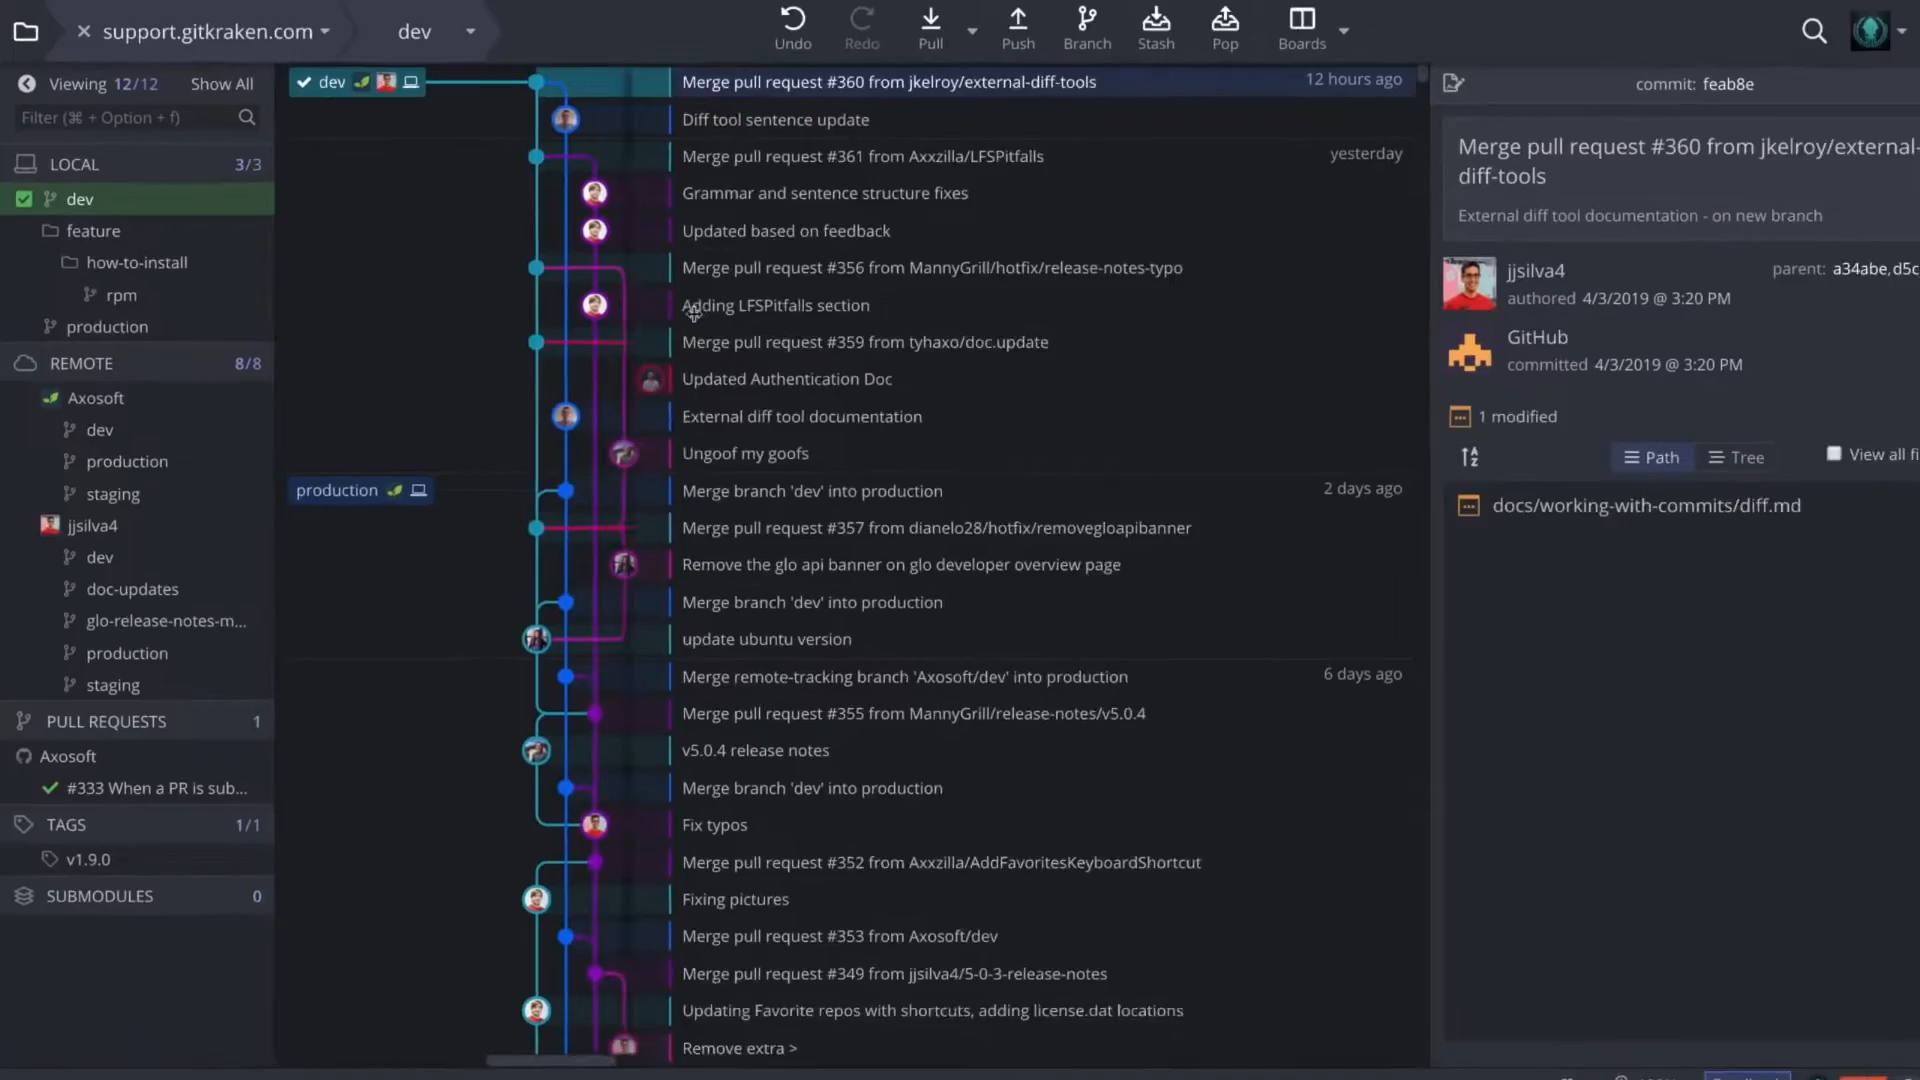 support.gitkraken.com
dev
Undo
Redo
Pull
Push
Branch
Stash
Pop
Boards
Viewing 12/12 Show All
Filter (⌘ + Option + f)
LOCAL 3/3
dev
feature
how-to-install
rpm
production
REMOTE 8/8
Axosoft
dev
production
staging
jjsilva4
dev
doc-updates
glo-release-notes-m...
production
staging
PULL REQUESTS 1
Axosoft
#333 When a PR is sub...
TAGS 1/1
v1.9.0
SUBMODULES 0
dev
production
Merge pull request #360 from jkelroy/external-diff-tools 12 hours ago
Diff tool sentence update
Merge pull request #361 from Axxzilla/LFSPitfalls yesterday
Grammar and sentence structure fixes
Updated based on feedback
Merge pull request #356 from MannyGrill/hotfix/release-notes-typo
Adding LFSPitfalls section
Merge pull request #359 from tyhaxo/doc.update
Updated Authentication Doc
External diff tool documentation
Ungoof my goofs
Merge branch 'dev' into production 2 days ago
Merge pull request #357 from dianelo28/hotfix/removegloapibanner
Remove the glo api banner on glo developer overview page
Merge branch 'dev' into production
update ubuntu version
Merge remote-tracking branch 'Axosoft/dev' into production 6 days ago
Merge pull request #355 from MannyGrill/release-notes/v5.0.4
v5.0.4 release notes
Merge branch 'dev' into production
Fix typos
Merge pull request #352 from Axxzilla/AddFavoritesKeyboardShortcut
Fixing pictures
Merge pull request #353 from Axosoft/dev
Merge pull request #349 from jjsilva4/5-0-3-release-notes
Updating Favorite repos with shortcuts, adding license.dat locations
Remove extra >
commit: feab8e
Merge pull request #360 from jkelroy/external-
diff-tools
External diff tool documentation - on new branch
jjsilva4
authored 4/3/2019 @ 3:20 PM
parent: a34abe,d5c
GitHub
committed 4/3/2019 @ 3:20 PM
1 modified
Path
Tree
View all fi
docs/working-with-commits/diff.md